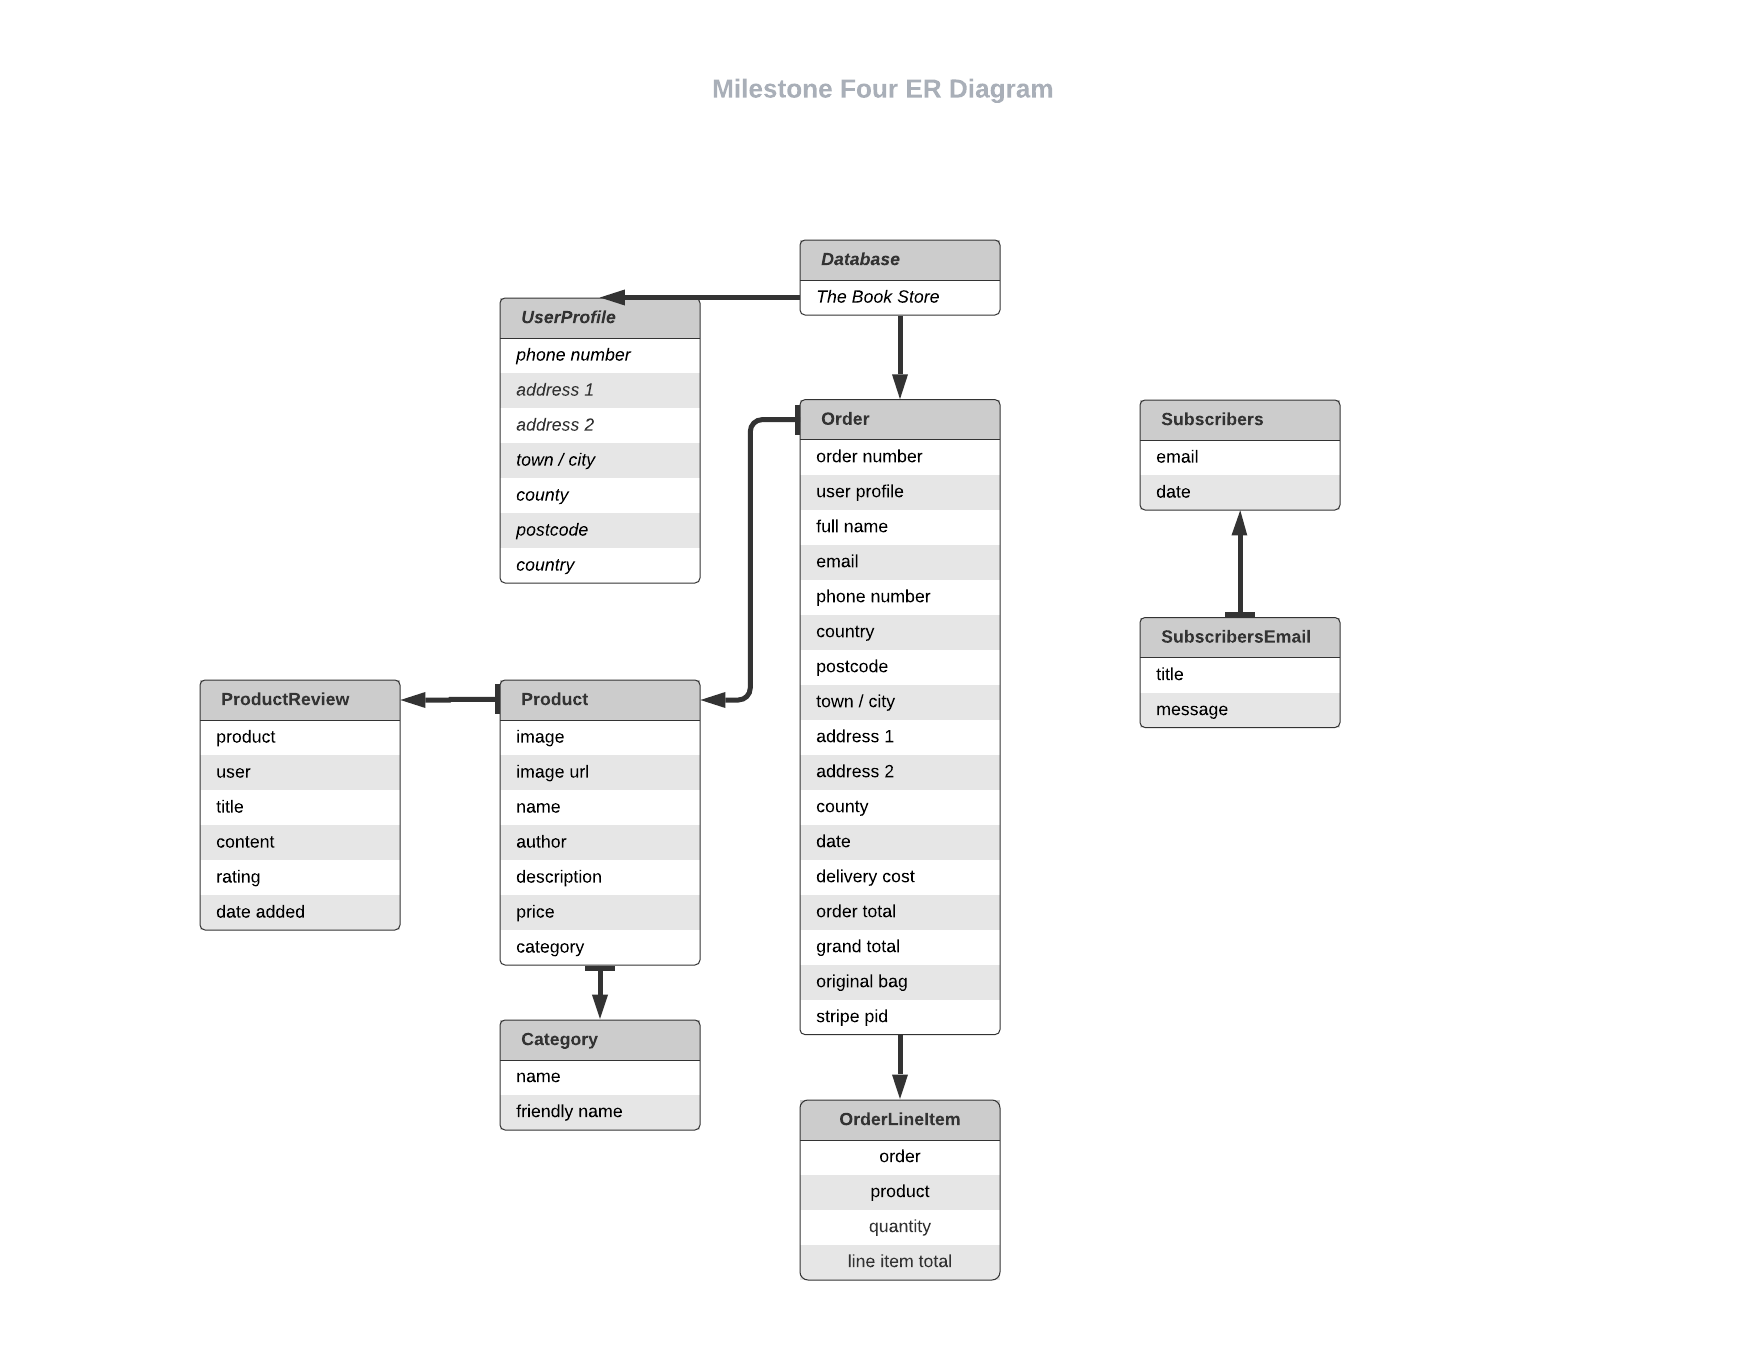 Milestone Four ER Diagram
Database
The Book Store
UserProfile
phone number
address 1
address 2
town / city
county
postcode
country
Order
order number
user profile
full name
email
phone number
country
postcode
town / city
address 1
address 2
county
date
delivery cost
order total
grand total
original bag
stripe pid
Subscribers
email
date
SubscribersEmail
title
message
ProductReview
product
user
title
content
rating
date added
Product
image
image url
name
author
description
price
category
Category
name
friendly name
OrderLineItem
order
product
quantity
line item total